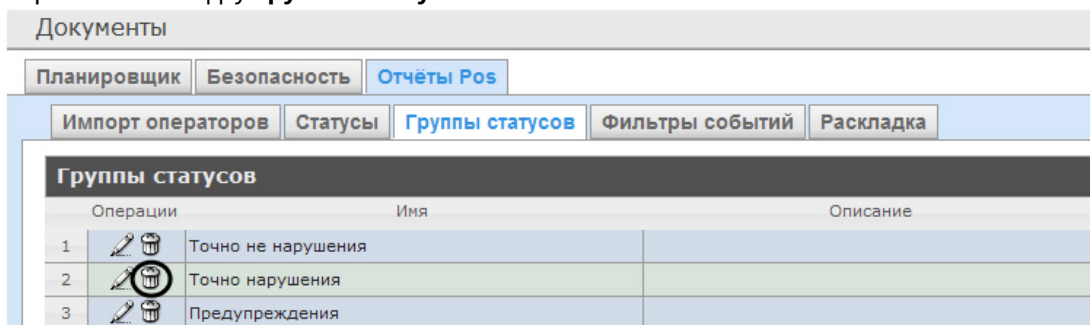 Документы
Планировщик Безопасность Отчёты Pos
Импорт операторов Статусы Группы статусов Фильтры событий Раскладка
Группы статусов
Операции Имя Описание
1 Точно не нарушения
2 Точно нарушения
3 Предупреждения